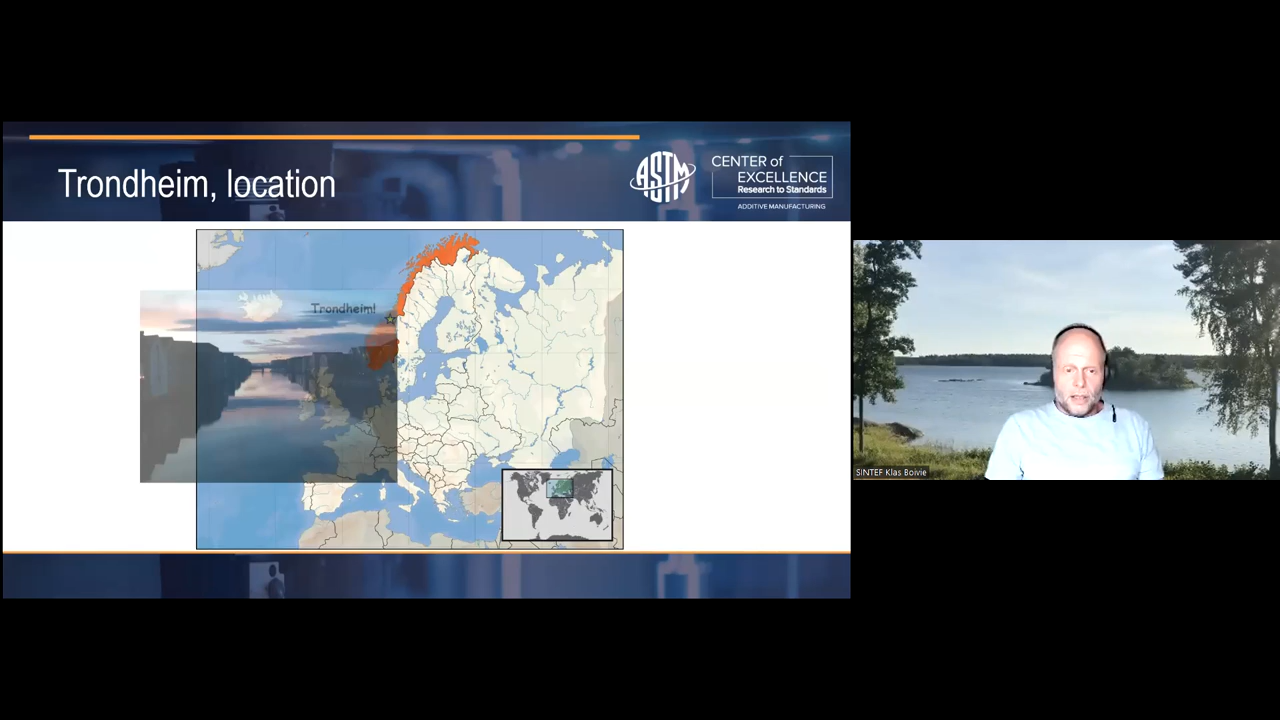 Trondheim, location
ASTM
CENTER of
EXCELLENCE
Research to Standards
ADDITIVE MANUFACTURING
Trondheim!
SINTEF Klas Boivie